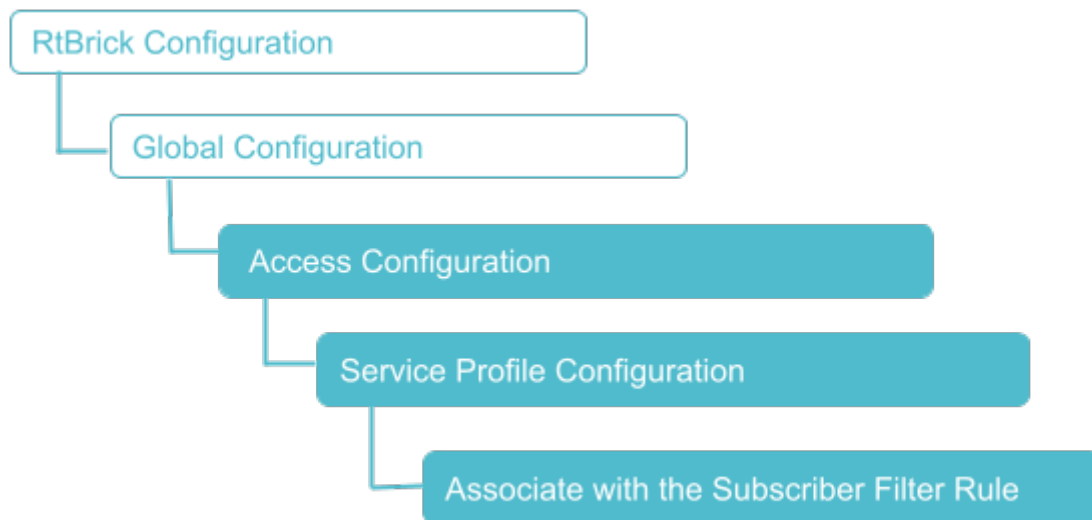 RtBrick Configuration
Global Configuration
Access Configuration
Service Profile Configuration
Associate with the Subscriber Filter Rule